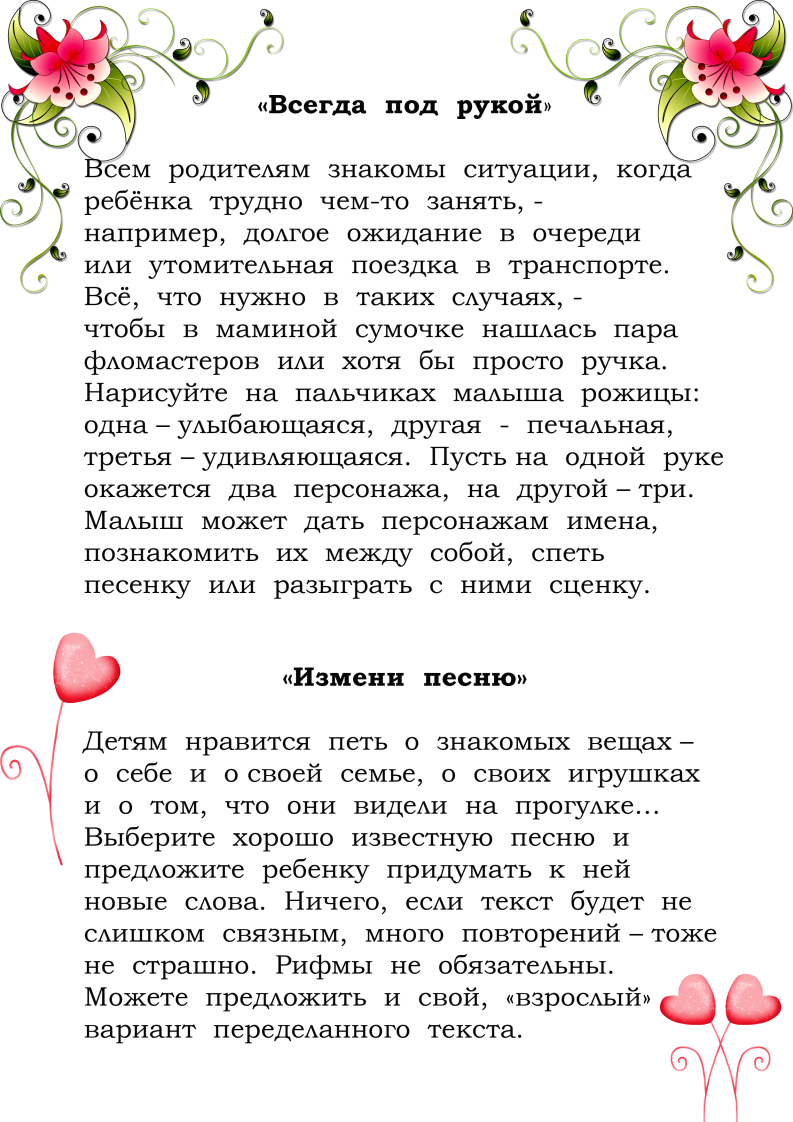 «Всегда под рукой»
Всем родителям знакомы ситуации, когда
ребёнка трудно чем-то занять, -
например, долгое ожидание в очереди
или утомительная поездка в транспорте.
Всё, что нужно в таких случаях, -
чтобы в маминой сумочке нашлась пара
фломастеров или хотя бы просто ручка.
Нарисуйте на пальчиках малыша рожицы:
одна – улыбающаяся, другая - печальная,
третья – удивляющаяся. Пусть на одной руке
окажется два персонажа, на другой – три.
Малыш может дать персонажам имена,
познакомить их между собой, спеть
песенку или разыграть с ними сценку.
«Измени песню»
Детям нравится петь о знакомых вещах –
о себе и о своей семье, о своих игрушках
и о том, что они видели на прогулке…
Выберите хорошо известную песню и
предложите ребенку придумать к ней
новые слова. Ничего, если текст будет не
слишком связным, много повторений – тоже
не страшно. Рифмы не обязательны.
Можете предложить и свой, «взрослый»
вариант переделанного текста.